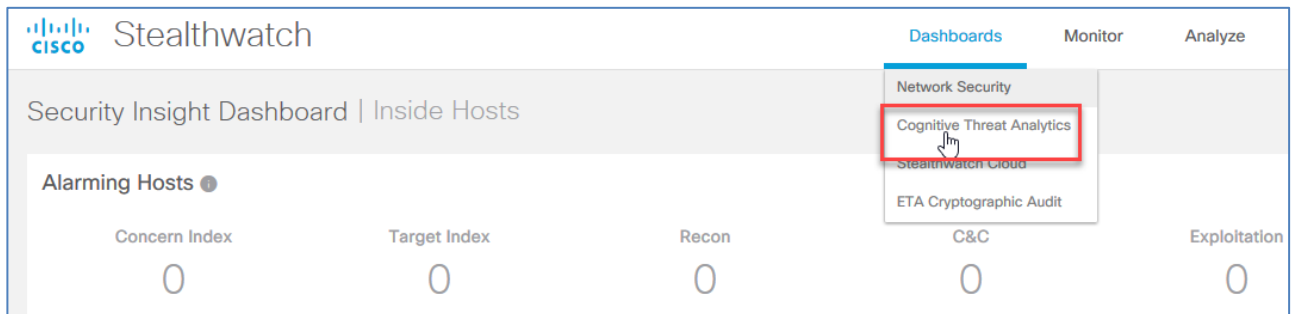 CISCO Stealthwatch
Dashboards Monitor Analyze
Network Security
Security Insight Dashboard | Inside Hosts
Cognitive Threat Analytics
Stealthwatch Cloud
Alarming Hosts
ETA Cryptographic Audit
Concern Index Target Index Recon C&C Exploitation
0 0 0 0 0